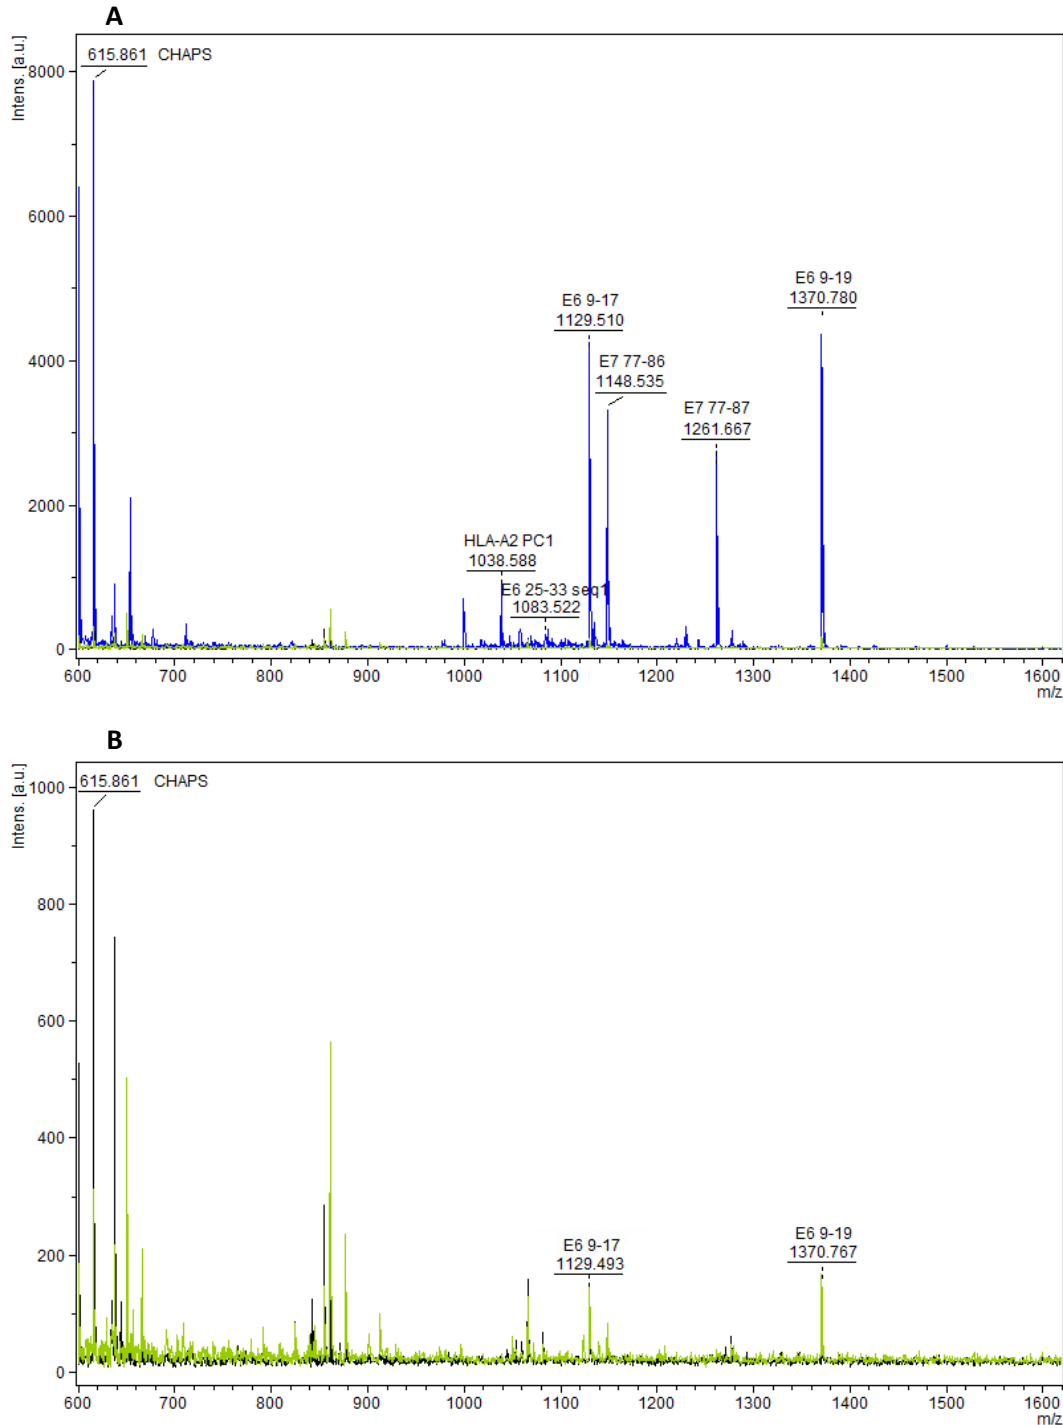 A
Intens. [a.u.]
615.861 CHAPS
8000
6000
4000
2000
0
E6 9-19
1370.780
E6 9-17
1129.510
E7 77-86
1148.535
E7 77-87
1261.667
HLA-A2 PC1
1038.588
E6 25-33 seq1
1083.522
600 700 800 900 1000 1100 1200 1300 1400 1500 1600
m/z
B
Intens. [a.u.]
615.861 CHAPS
1000
800
600
400
200
0
E6 9-17
1129.493
E6 9-19
1370.767
600 700 800 900 1000 1100 1200 1300 1400 1500 1600
m/z